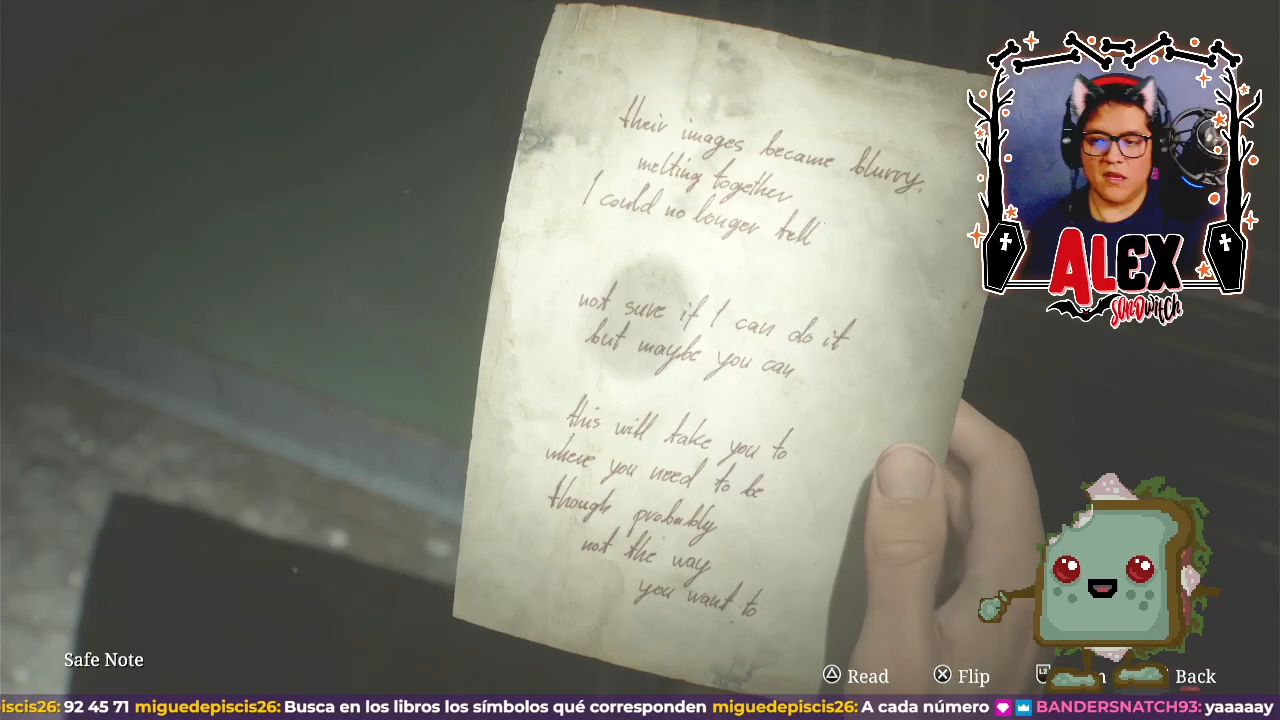 their images became blurry.
melting together
I could no longer tell
not sure if I can do it
but maybe you can
this will take you to
where you need to be
though probably
not the way
you want to
ALEX
SANDWITCH
Safe Note
Read
Flip
L2
Back
iscis26: 92 45 71 miguedepiscis26: Busca en los libros los símbolos qué corresponden miguedepiscis26: A cada número BANDERSNATCH93: yaaaaay